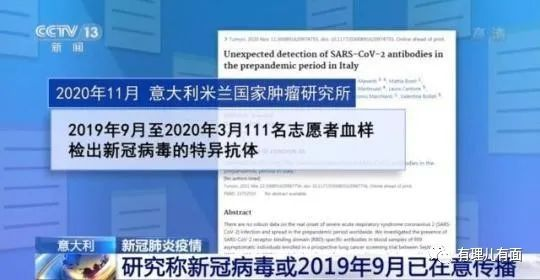 CCTV 13
新闻
高清
Unexpected detection of SARS-CoV-2 antibodies in
the prepandemic period in Italy
2020年11月 意大利米兰国家肿瘤研究所
2019年9月至2020年3月111名志愿者血样
检出新冠病毒的特异抗体
Abstract
There are no robust data on the real onset of severe acute respiratory syndrome coronavirus 2 (SARS-
CoV-2) infection and spread in the prepandemic period worldwide. We investigated the presence of
SARS-CoV-2 receptor-binding domain (RBD)-specific antibodies in blood samples of 959
asymptomatic individuals enrolled in a prospective lung cancer screening trial between September
意大利 新冠肺炎疫情
研究称新冠病毒或2019年9月已在意传播
有理儿有面